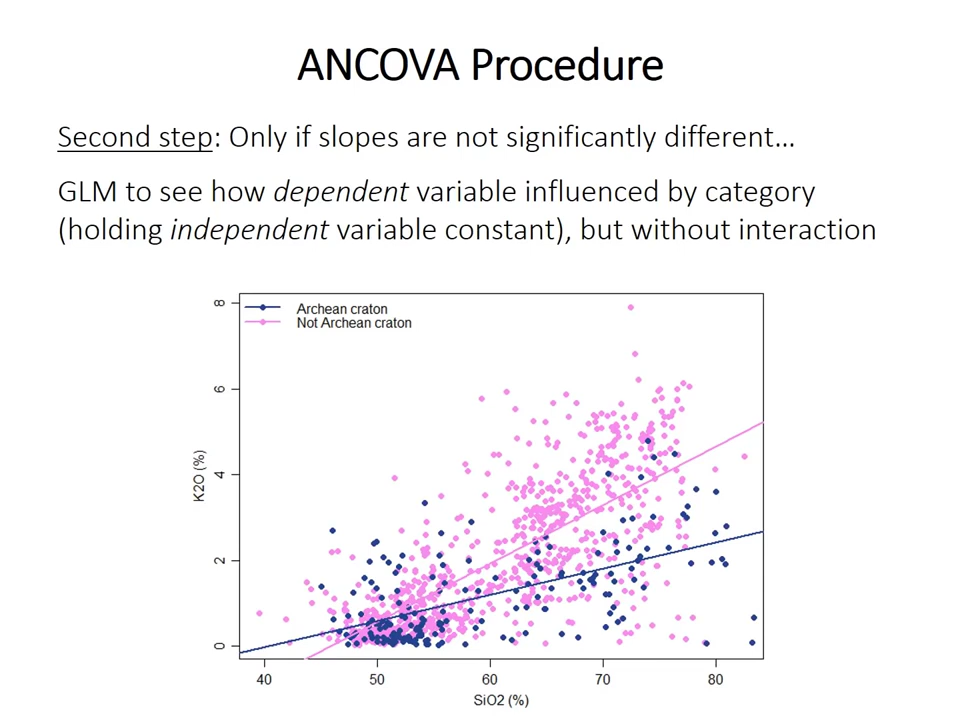 ANCOVA Procedure
Second step: Only if slopes are not significantly different…
GLM to see how dependent variable influenced by category
(holding independent variable constant), but without interaction
Archean craton
Not Archean craton
8
6
4
2
0
K2O (%)
40 50 60 70 80
SiO2 (%)